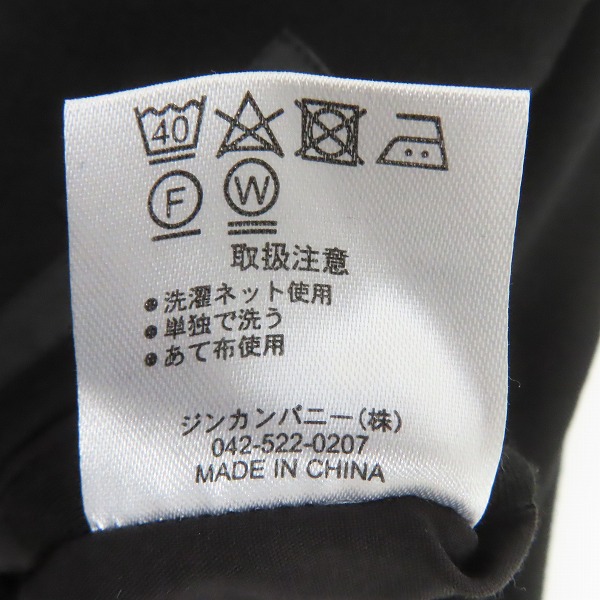 40
F W
取扱注意
●洗濯ネット使用
●単独で洗う
●あて布使用
ジンカンパニー(株)
042-522-0207
MADE IN CHINA